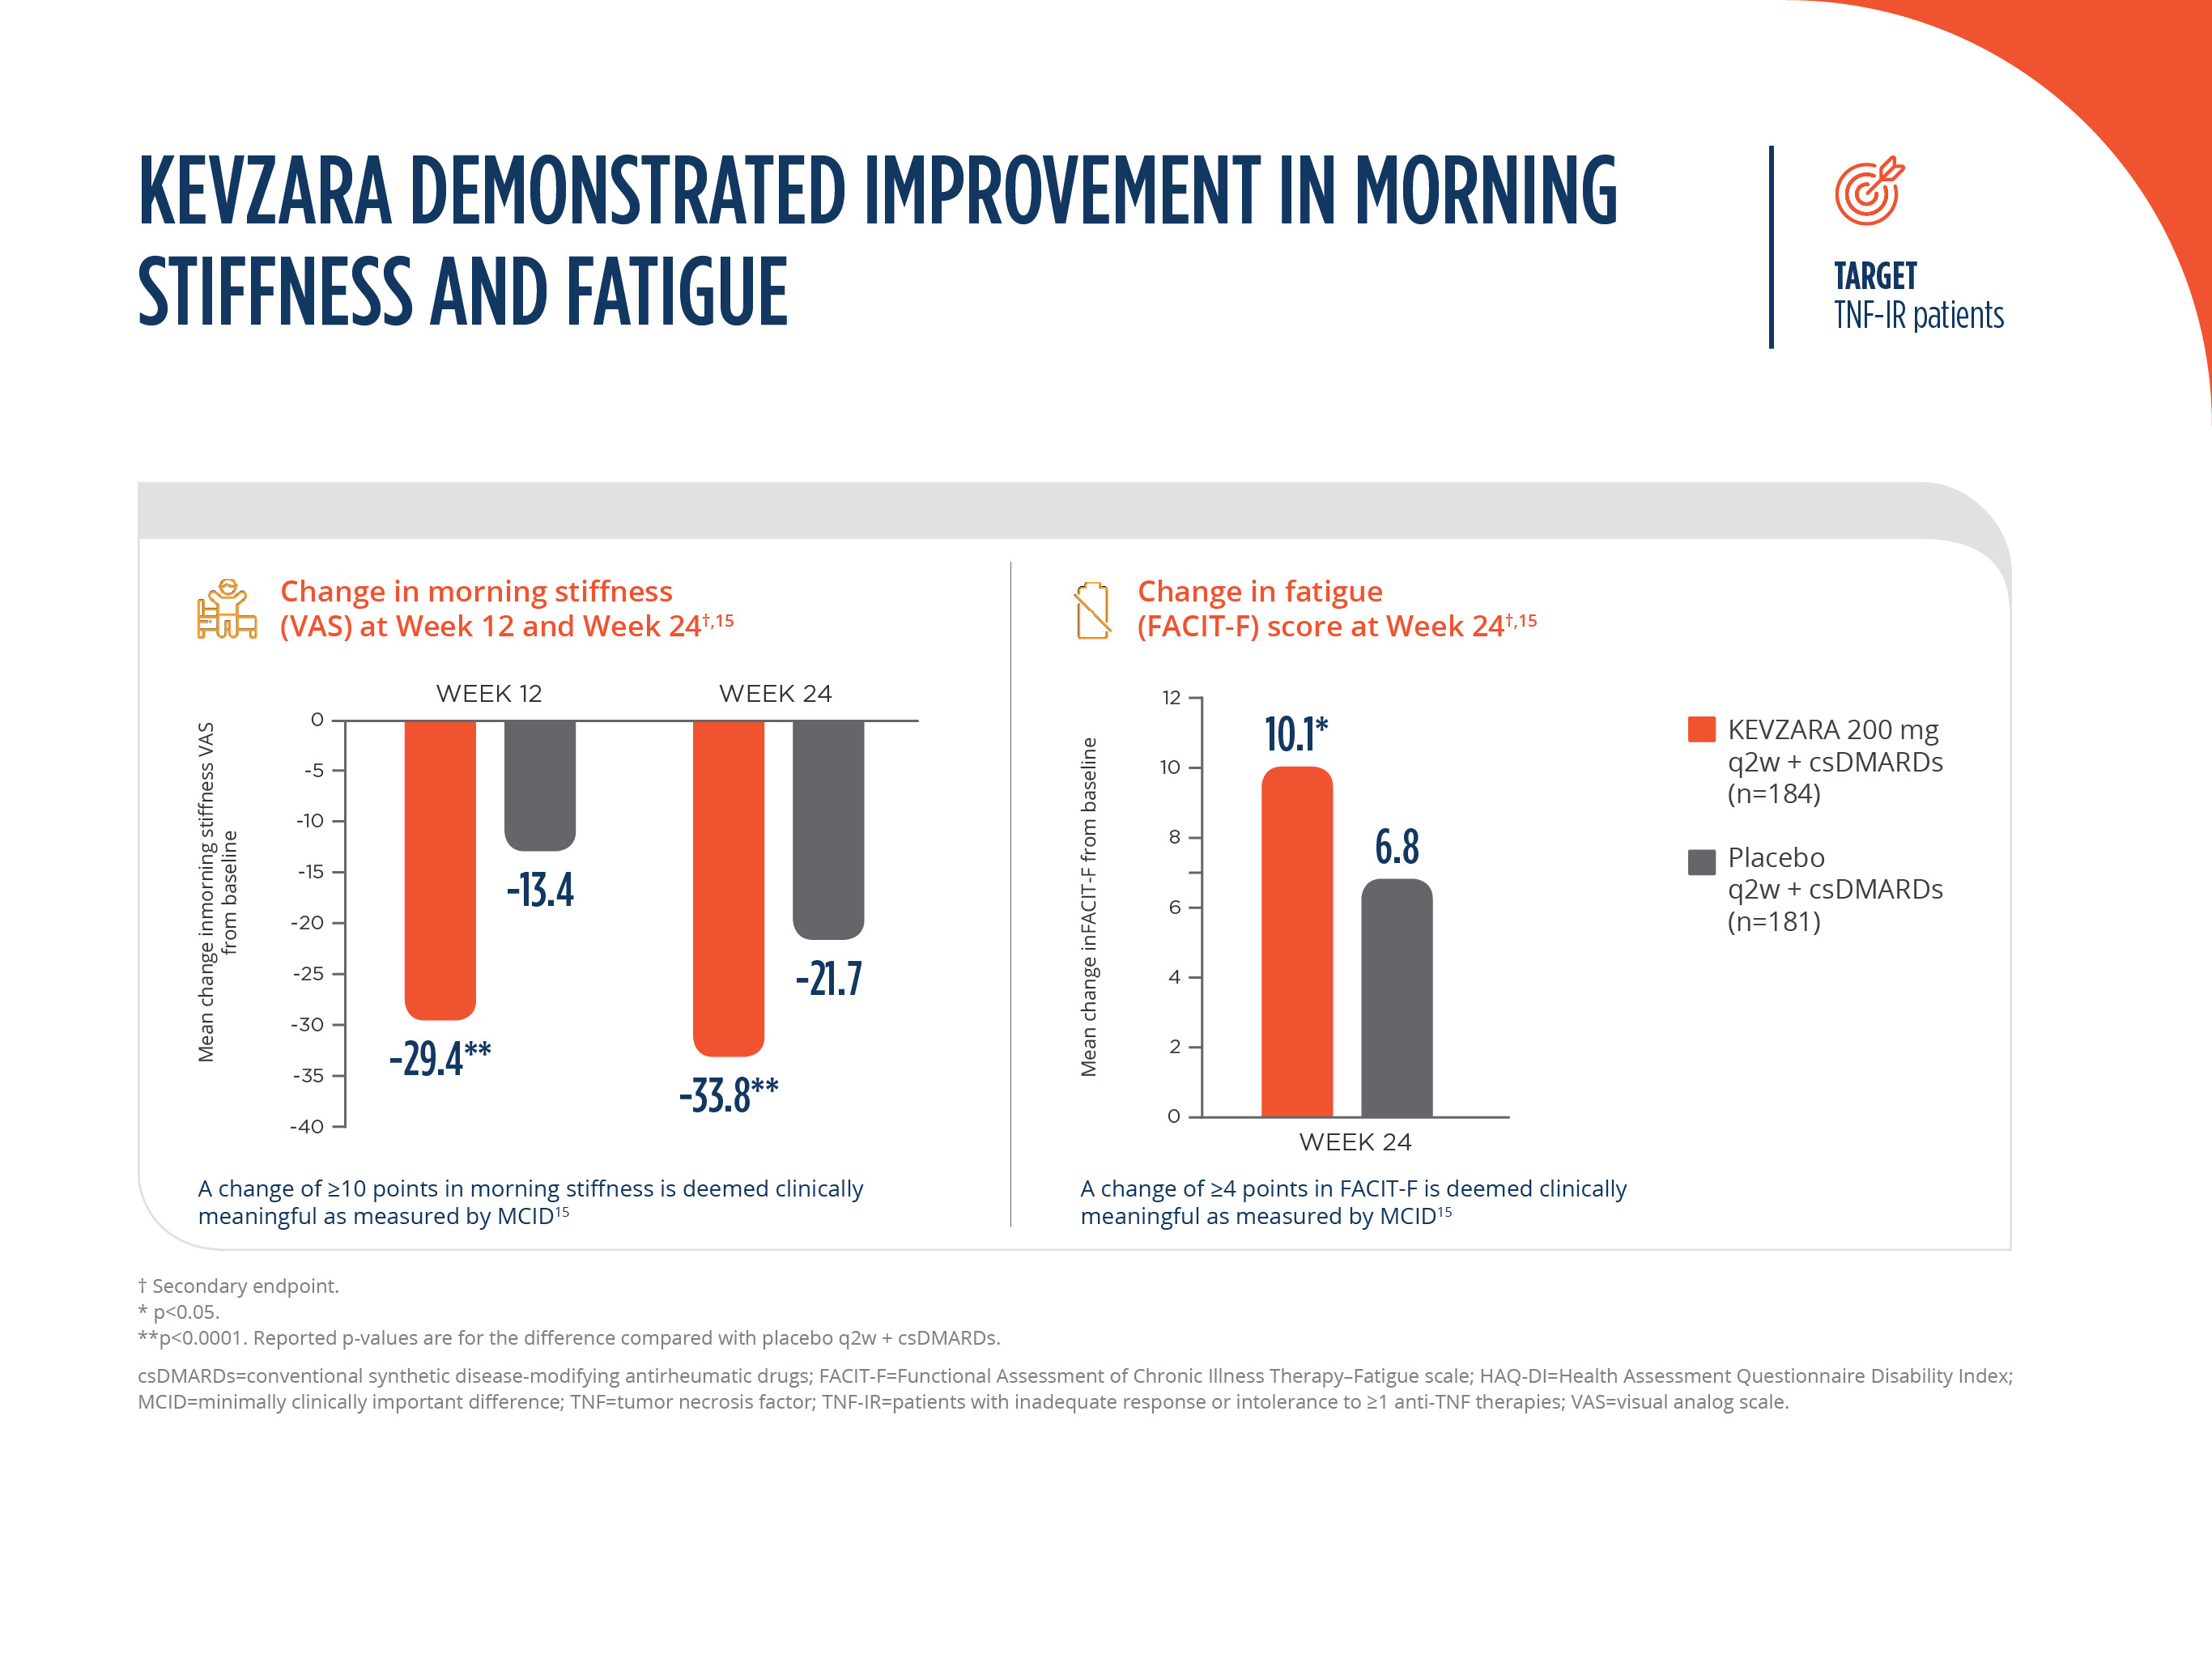 KEVZARA DEMONSTRATED IMPROVEMENT IN MORNING
STIFFNESS AND FATIGUE
TARGET
TNF-IR patients
Change in morning stiffness
(VAS) at Week 12 and Week 24†,15
Mean change inmorning stiffness VAS
from baseline
WEEK 12
WEEK 24
0
-5
-10
-15
-20
-25
-30
-35
-40
-29.4**
-13.4
-33.8**
-21.7
A change of ≥10 points in morning stiffness is deemed clinically
meaningful as measured by MCID15
Change in fatigue
(FACIT-F) score at Week 24†,15
Mean change inFACIT-F from baseline
12
10
8
6
4
2
0
10.1*
6.8
WEEK 24
KEVZARA 200 mg
q2w + csDMARDs
(n=184)
Placebo
q2w + csDMARDs
(n=181)
A change of ≥4 points in FACIT-F is deemed clinically
meaningful as measured by MCID15
† Secondary endpoint.
* p<0.05.
**p<0.0001. Reported p-values are for the difference compared with placebo q2w + csDMARDs.
csDMARDs=conventional synthetic disease-modifying antirheumatic drugs; FACIT-F=Functional Assessment of Chronic Illness Therapy–Fatigue scale; HAQ-DI=Health Assessment Questionnaire Disability Index;
MCID=minimally clinically important difference; TNF=tumor necrosis factor; TNF-IR=patients with inadequate response or intolerance to ≥1 anti-TNF therapies; VAS=visual analog scale.